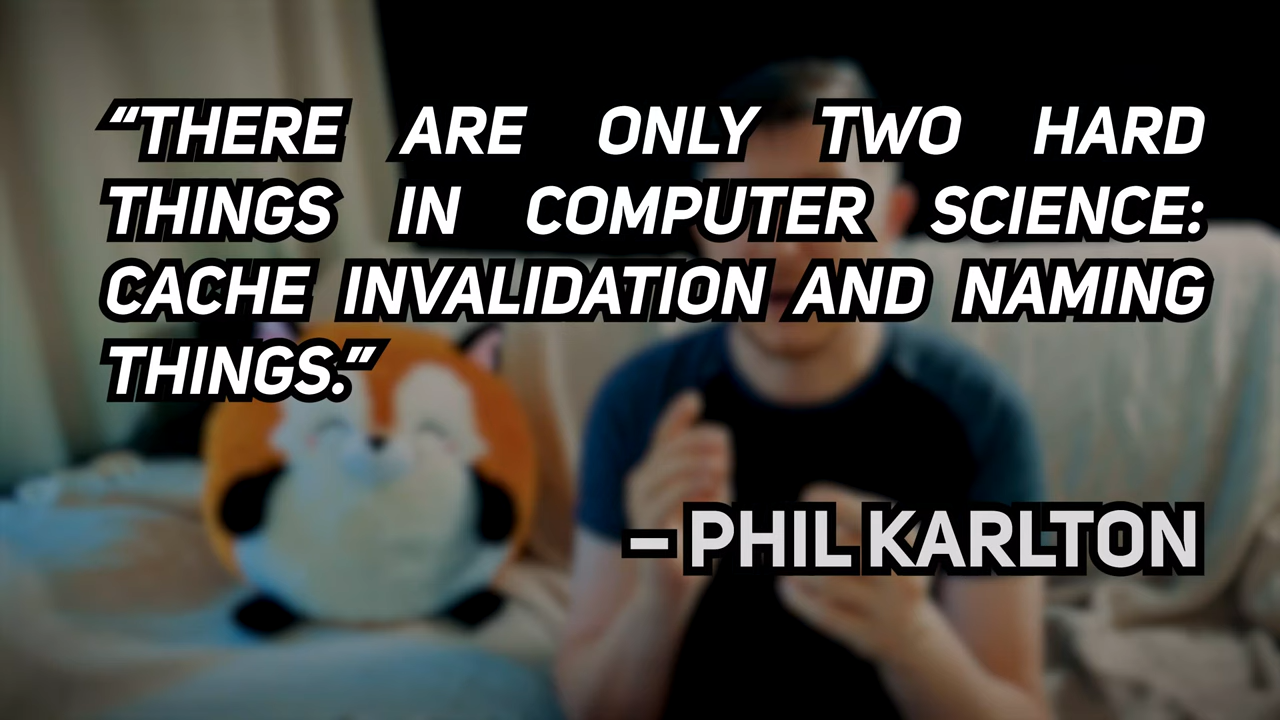 “THERE ARE ONLY TWO HARD
THINGS IN COMPUTER SCIENCE:
CACHE INVALIDATION AND NAMING
THINGS.”
– PHIL KARLTON